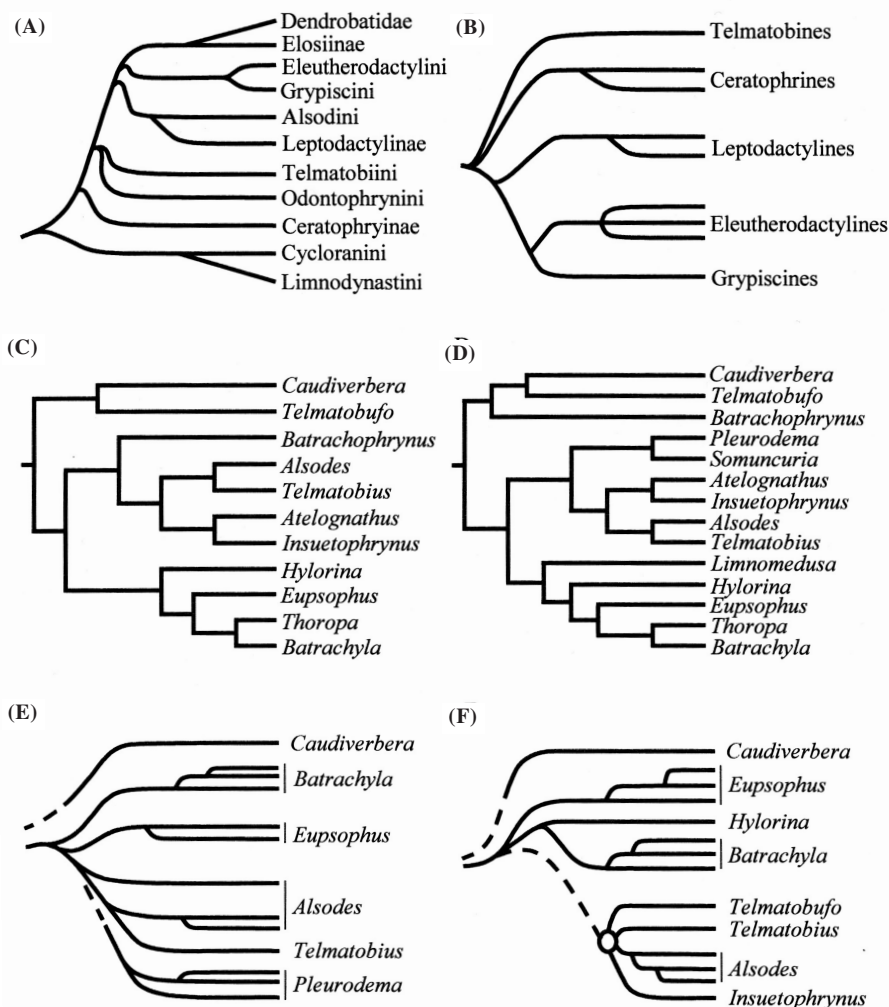 (A)
Dendrobatidae
Elosiinae
Eleutherodactylini
Grypiscini
Alsodini
Leptodactylinae
Telmatobiini
Odontophrynini
Ceratophryinae
Cycloranini
Limnodynastini
(B)
Telmatobines
Ceratophrines
Leptodactylines
Eleutherodactylines
Grypiscines
(C)
Caudiverbera
Telmatobufo
Batrachophrynus
Alsodes
Telmatobius
Atelognathus
Insuetophrynus
Hylorina
Eupsophus
Thoropa
Batrachyla
(D)
Caudiverbera
Telmatobufo
Batrachophrynus
Pleurodema
Somuncuria
Atelognathus
Insuetophrynus
Alsodes
Telmatobius
Limnomedusa
Hylorina
Eupsophus
Thoropa
Batrachyla
(E)
Caudiverbera
Batrachyla
Eupsophus
Alsodes
Telmatobius
Pleurodema
(F)
Caudiverbera
Eupsophus
Hylorina
Batrachyla
Telmatobufo
Telmatobius
Alsodes
Insuetophrynus